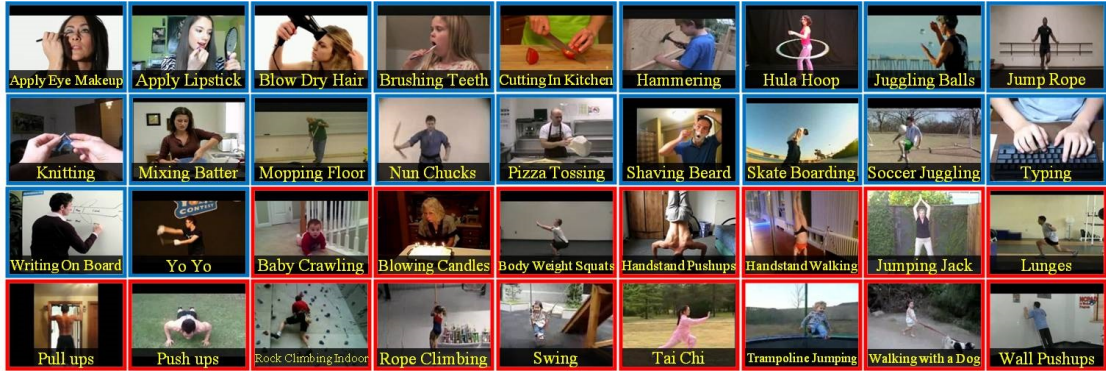 Apply Eye Makeup
Apply Lipstick
Blow Dry Hair
Brushing Teeth
Cutting In Kitchen
Hammering
Hula Hoop
Juggling Balls
Jump Rope
Knitting
Mixing Batter
Mopping Floor
Nun Chucks
Pizza Tossing
Shaving Beard
Skate Boarding
Soccer Juggling
Typing
Writing On Board
CONTEST
Yo Yo
Baby Crawling
Blowing Candles
Body Weight Squats
Handstand Pushups
Handstand Walking
Jumping Jack
Lunges
Pull ups
Push ups
Rock Climbing Indoor
Rope Climbing
Swing
Tai Chi
Trampoline Jumping
Walking with a Dog
Wall Pushups